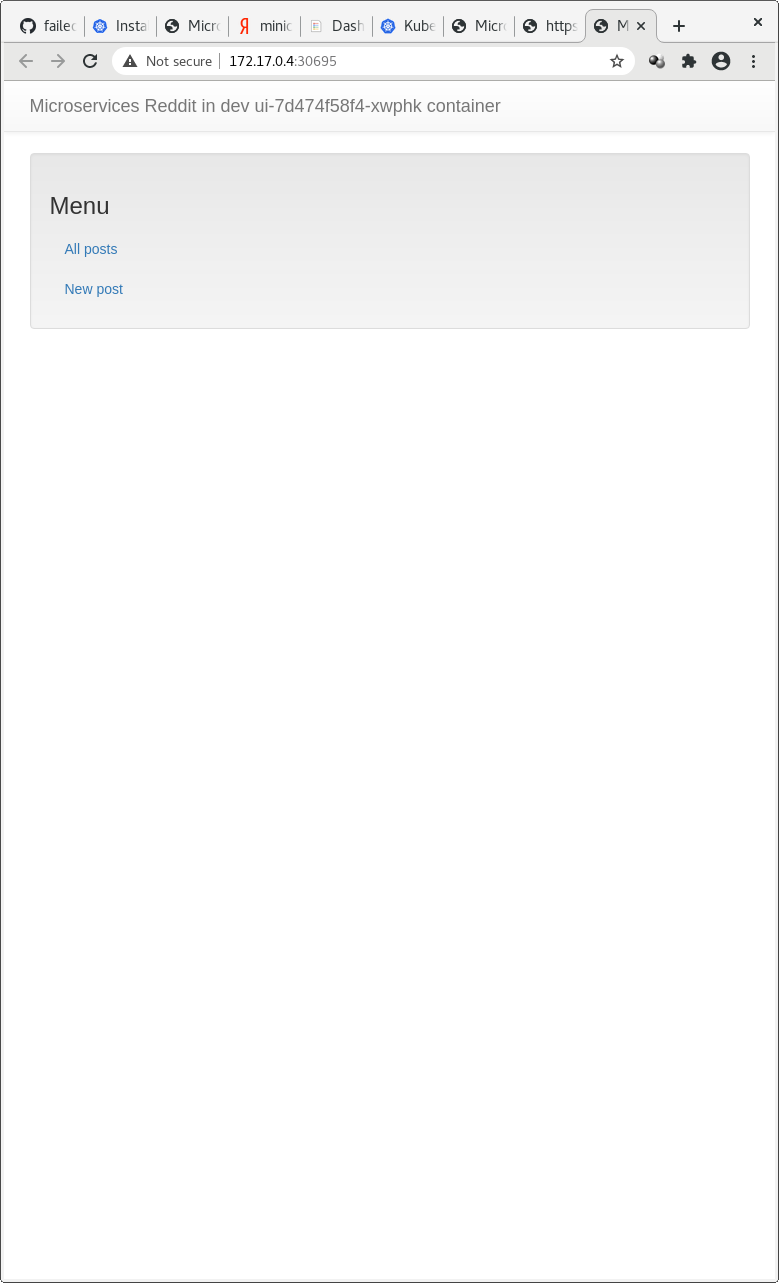 failec Insta Micro minic Dash Kube Micro https M
Not secure 172.17.0.4:30695
Microservices Reddit in dev ui-7d474f58f4-xwphk container
Menu
All posts
New post